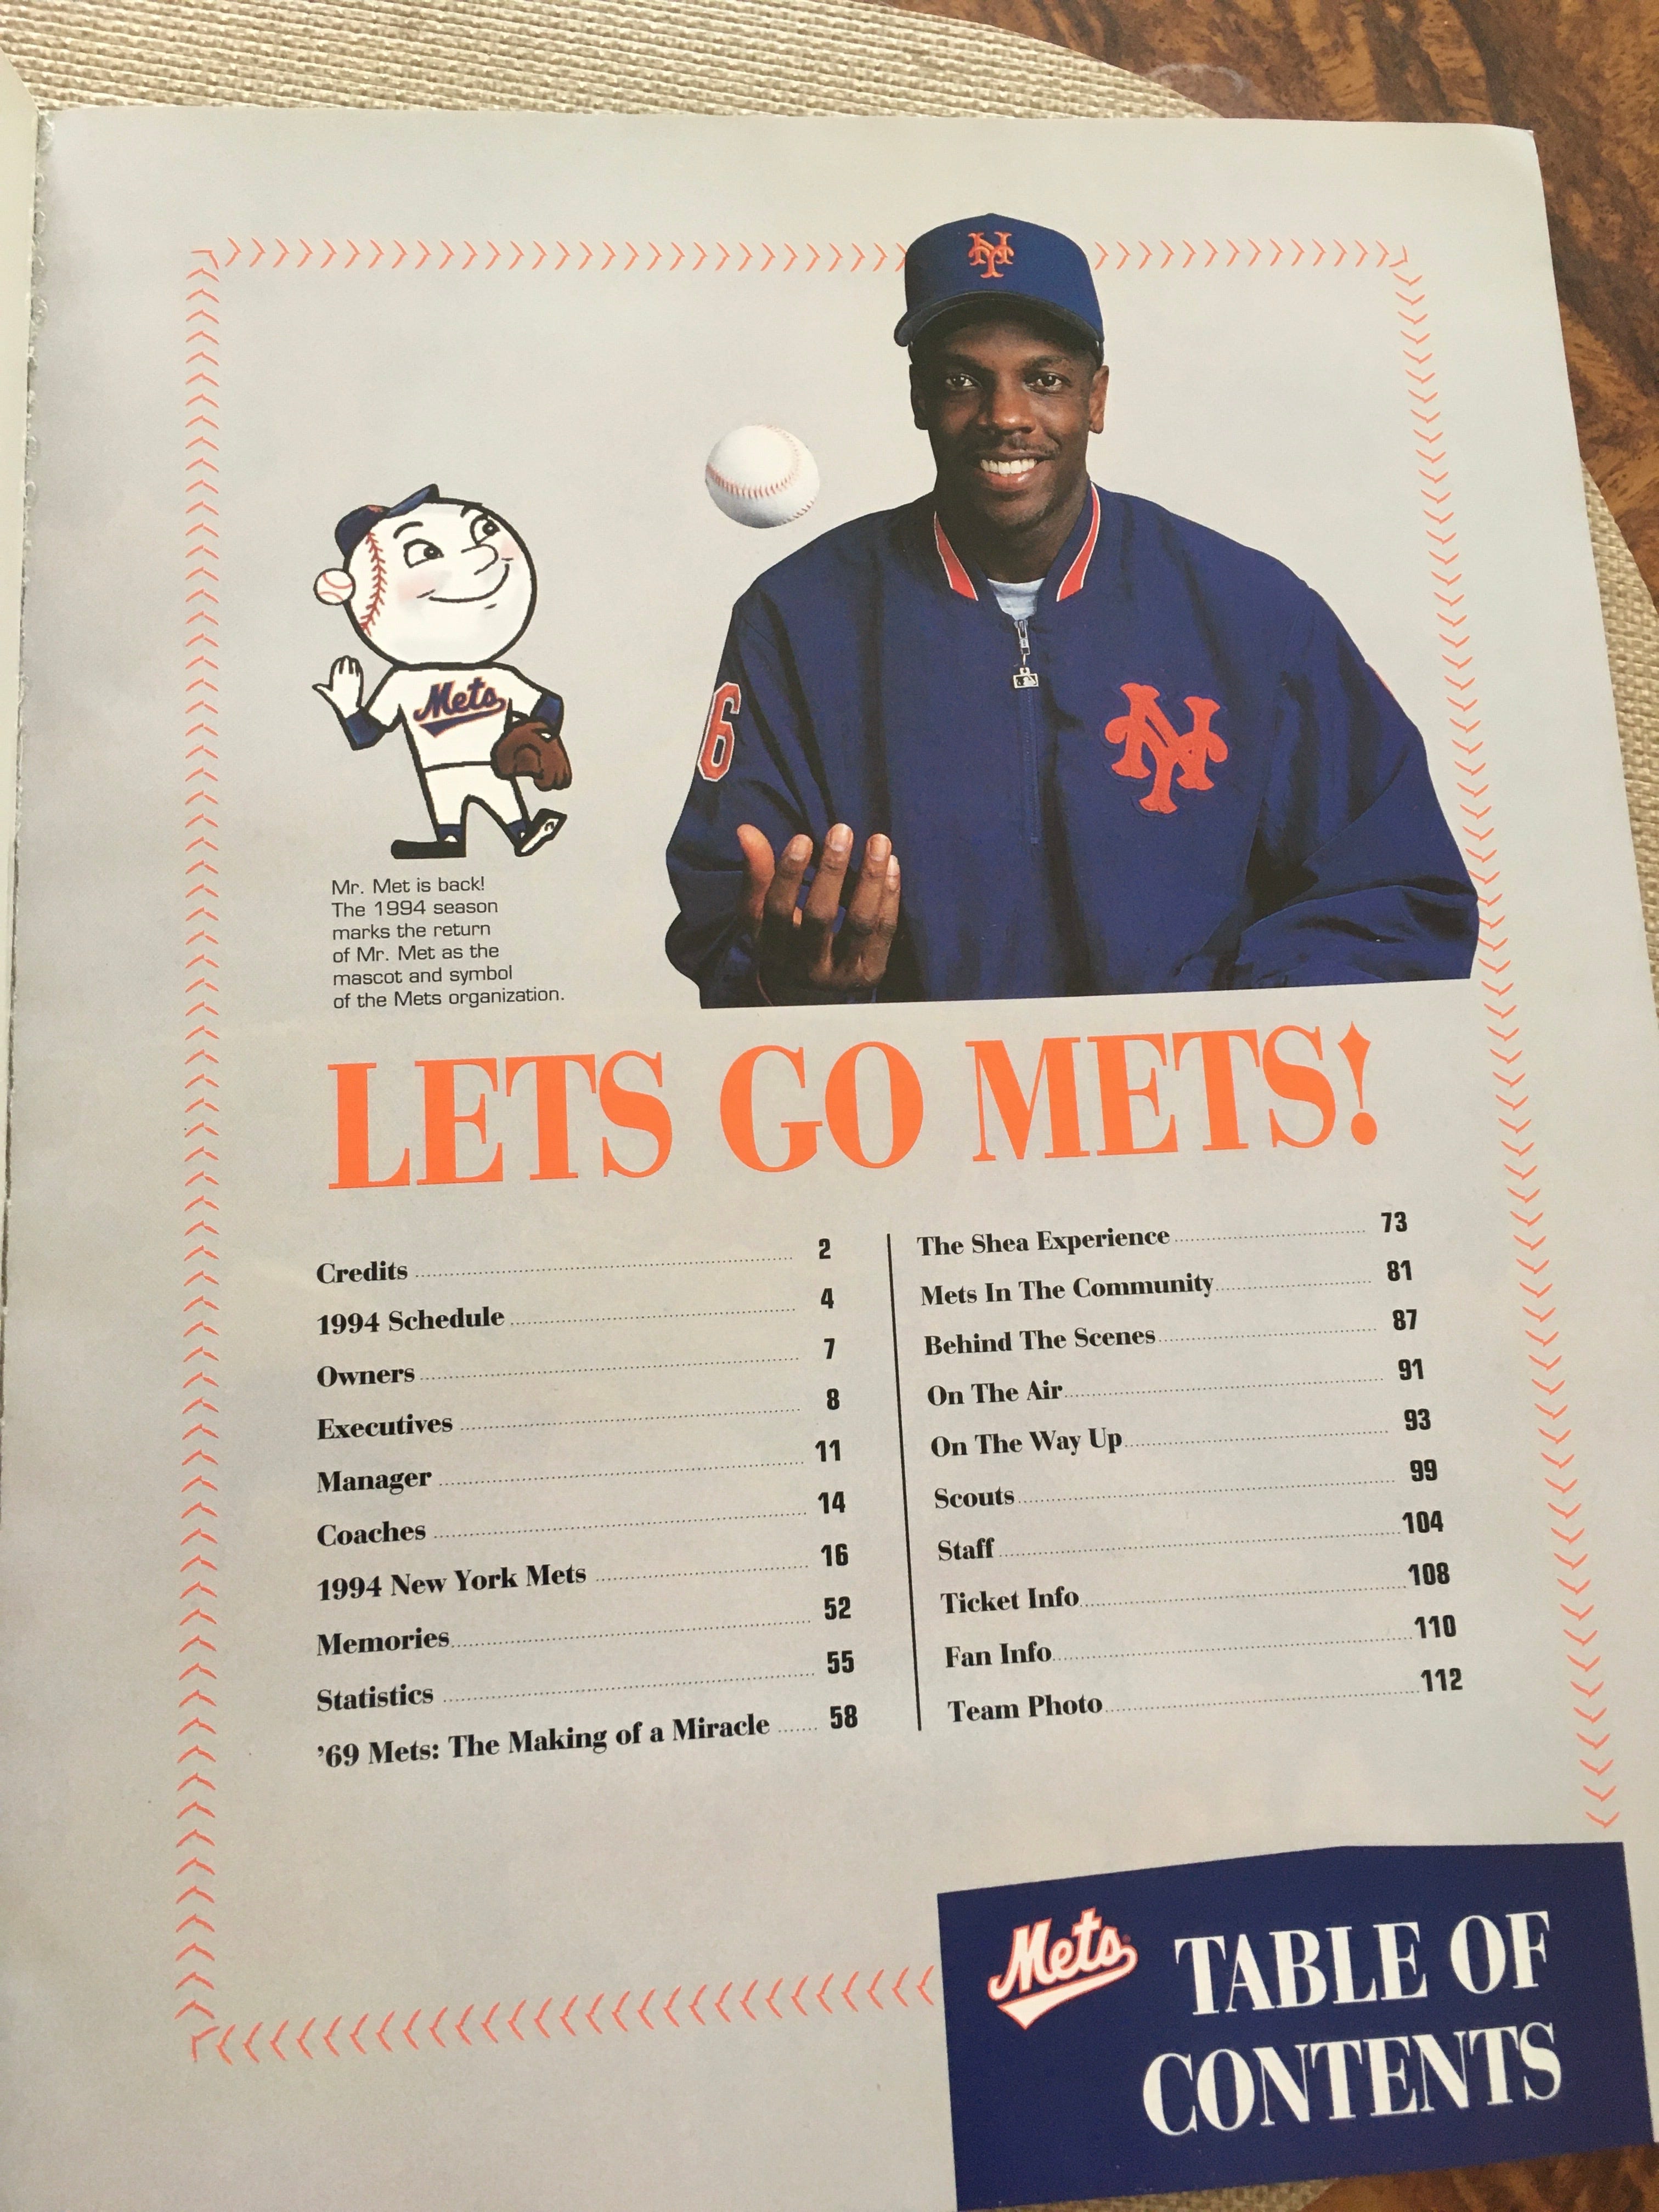 NY
Mets
6
NY
Mr. Met is back!
The 1994 season
marks the return
of Mr. Met as the
mascot and symbol
of the Mets organization.
LETS GO METS!
Credits 2
1994 Schedule 4
Owners 7
Executives 8
Manager 11
Coaches 14
1994 New York Mets 16
Memories 52
Statistics 55
’69 Mets: The Making of a Miracle 58
The Shea Experience 73
Mets In The Community 81
Behind The Scenes 87
On The Air 91
On The Way Up 93
Scouts 99
Staff 104
Ticket Info 108
Fan Info 110
Team Photo 112
Mets
TABLE OF
CONTENTS